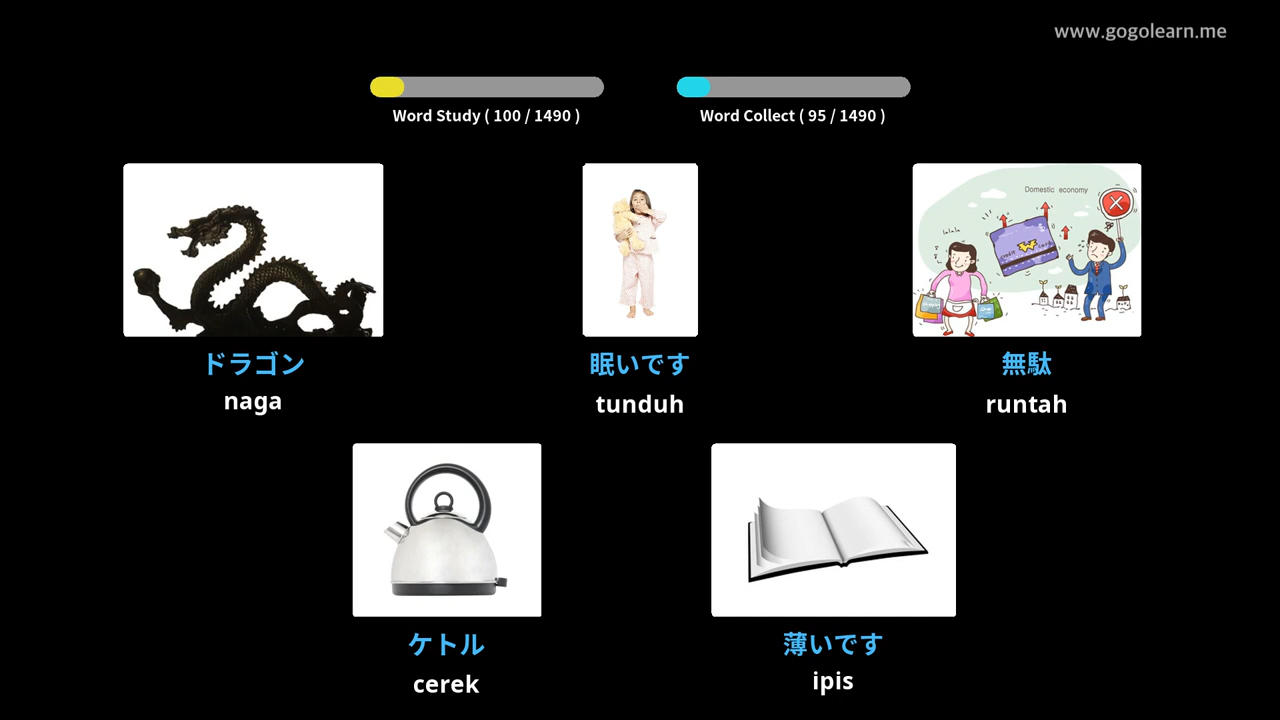 www.gogolearn.me
Word Study ( 100 / 1490 )
Word Collect ( 95 / 1490 )
Domestic economy
lalala
ドラゴン
naga
眠いです
tunduh
無駄
runtah
ケトル
cerek
薄いです
ipis